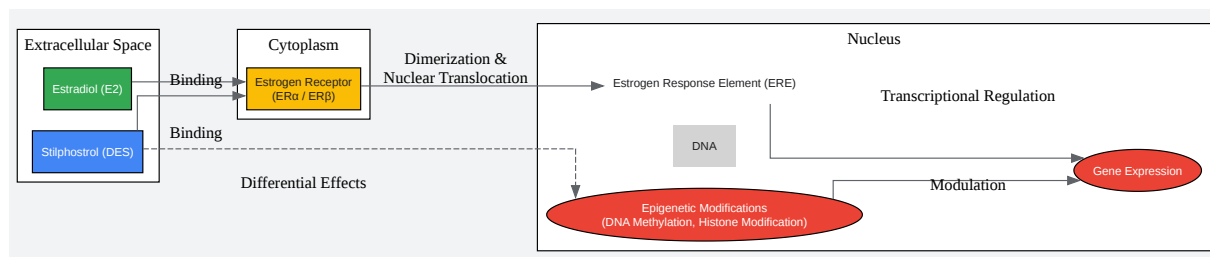 Extracellular Space
Estradiol (E2)
Stilphostrol (DES)
Binding
Binding
Differential Effects
Cytoplasm
Estrogen Receptor
(ERα / ERβ)
Dimerization &
Nuclear Translocation
Nucleus
Estrogen Response Element (ERE)
Transcriptional Regulation
DNA
Gene Expression
Modulation
Epigenetic Modifications
(DNA Methylation, Histone Modification)